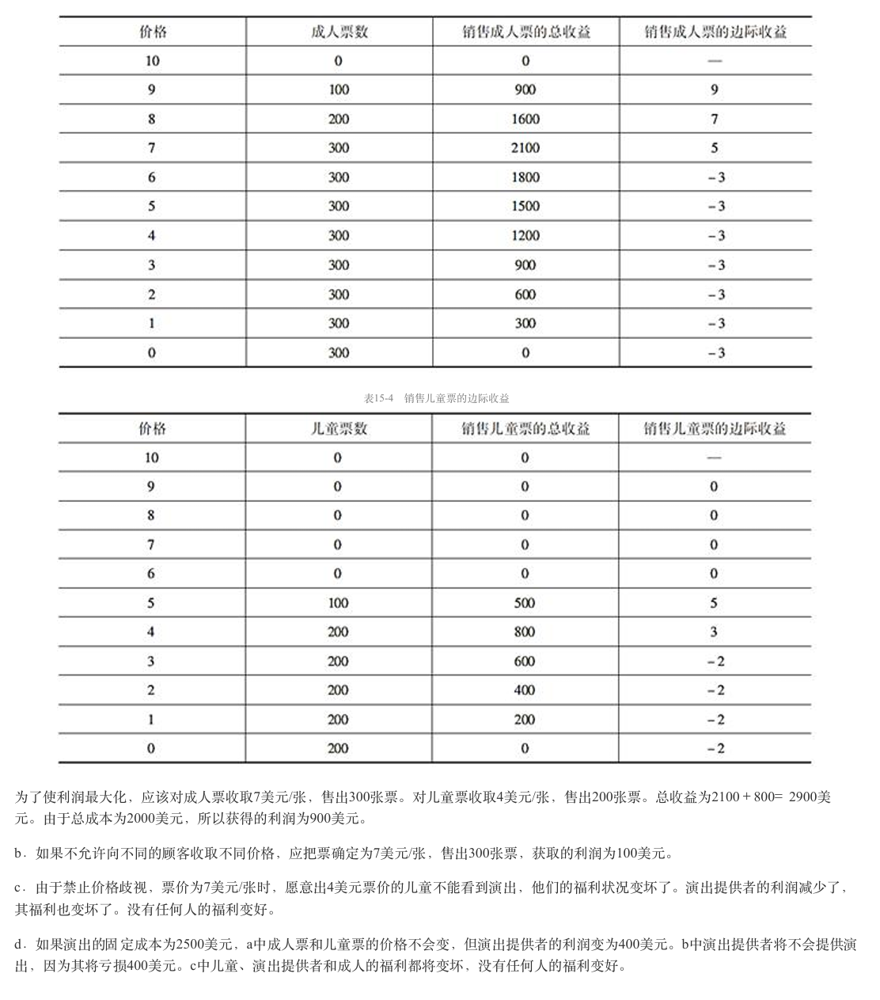 价格 成人票数 销售成人票的总收益 销售成人票的边际收益
10 0 0 —
9 100 900 9
8 200 1600 7
7 300 2100 5
6 300 1800 -3
5 300 1500 -3
4 300 1200 -3
3 300 900 -3
2 300 600 -3
1 300 300 -3
0 300 0 -3
表15-4 销售儿童票的边际收益
价格 儿童票数 销售儿童票的总收益 销售儿童票的边际收益
10 0 0 —
9 0 0 0
8 0 0 0
7 0 0 0
6 0 0 0
5 100 500 5
4 200 800 3
3 200 600 -2
2 200 400 -2
1 200 200 -2
0 200 0 -2
为了使利润最大化，应该对成人票收取7美元/张，售出300张票。对儿童票收取4美元/张，售出200张票。总收益为2100＋800= 2900美
元。由于总成本为2000美元，所以获得的利润为900美元。
b．如果不允许向不同的顾客收取不同价格，应把票确定为7美元/张，售出300张票，获取的利润为100美元。
c．由于禁止价格歧视，票价为7美元/张时，愿意出4美元票价的儿童不能看到演出，他们的福利状况变坏了。演出提供者的利润减少了，
其福利也变坏了。没有任何人的福利变好。
d．如果演出的固定成本为2500美元，a中成人票和儿童票的价格不会变，但演出提供者的利润变为400美元。b中演出提供者将不会提供演
出，因为其将亏损400美元。c中儿童、演出提供者和成人的福利都将变坏，没有任何人的福利变好。